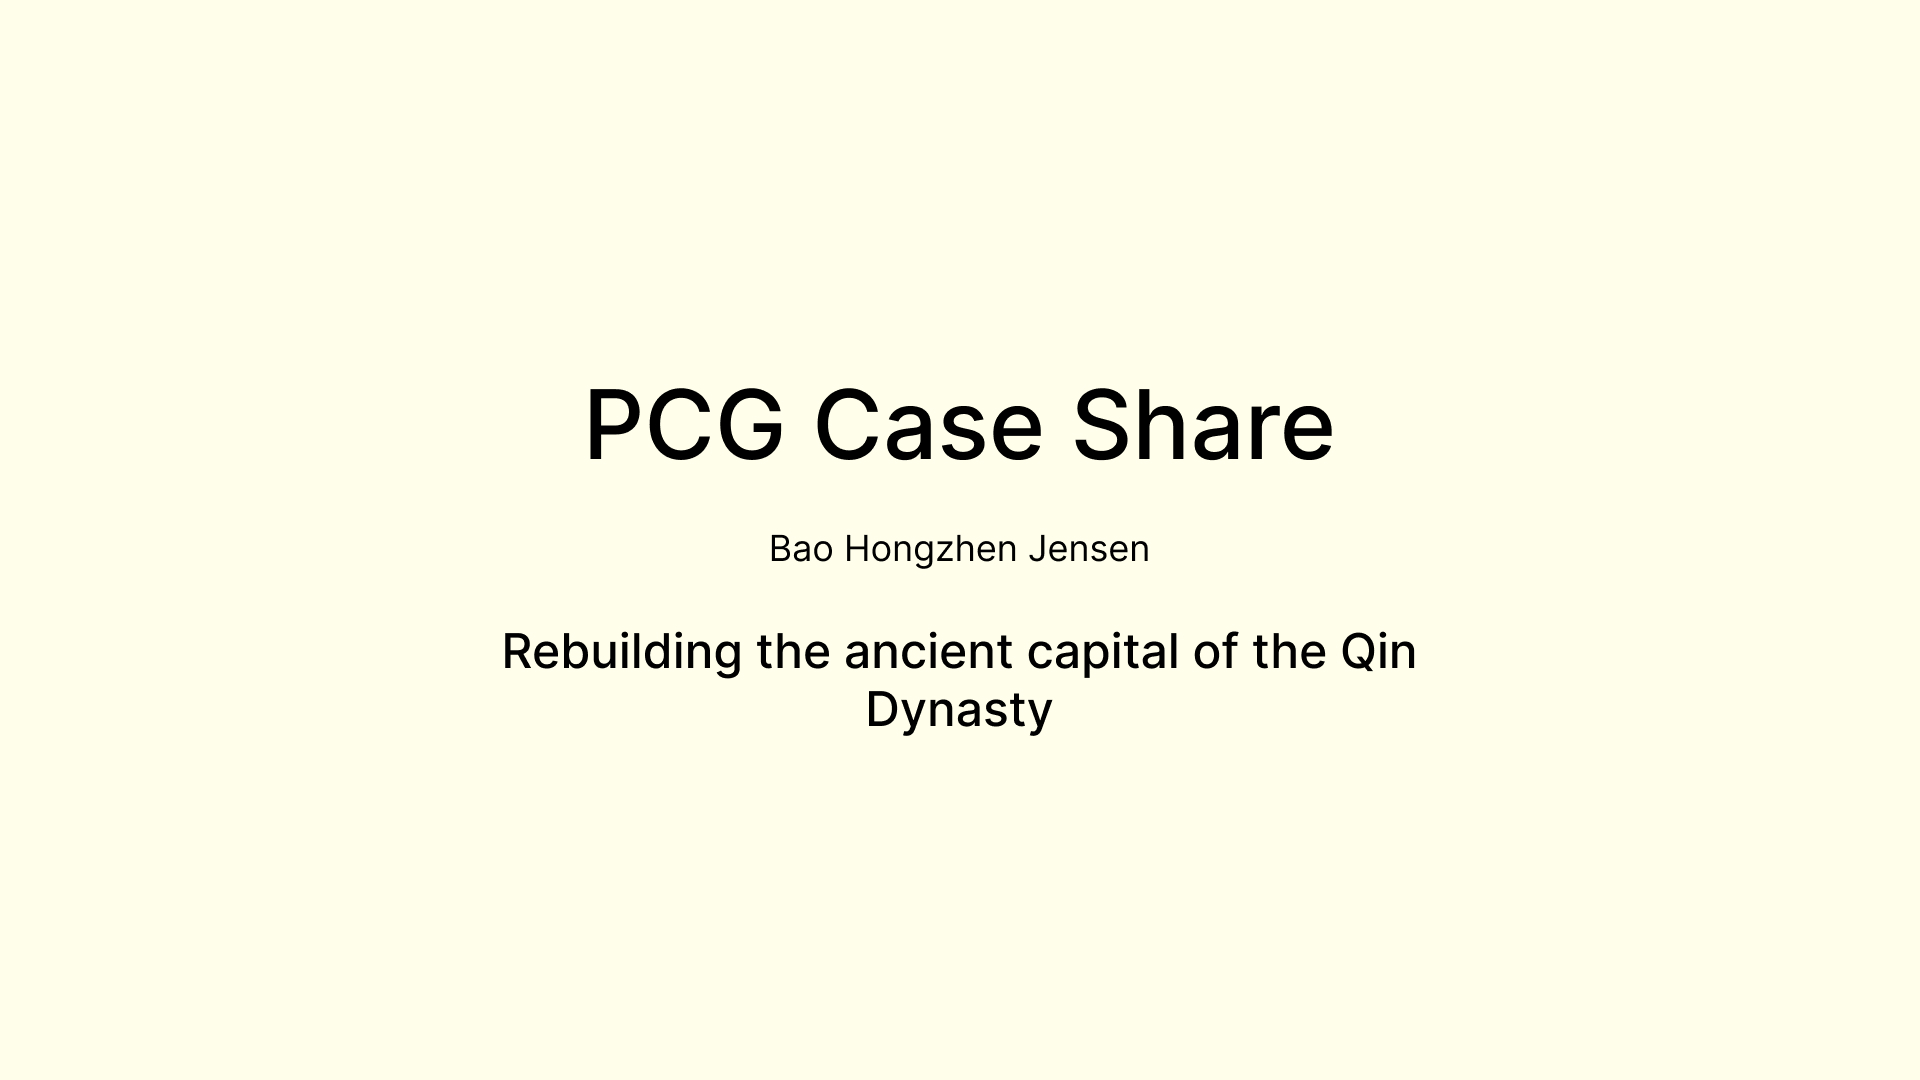 PCG Case Share
Bao Hongzhen Jensen
Rebuilding the ancient capital of the Qin
Dynasty